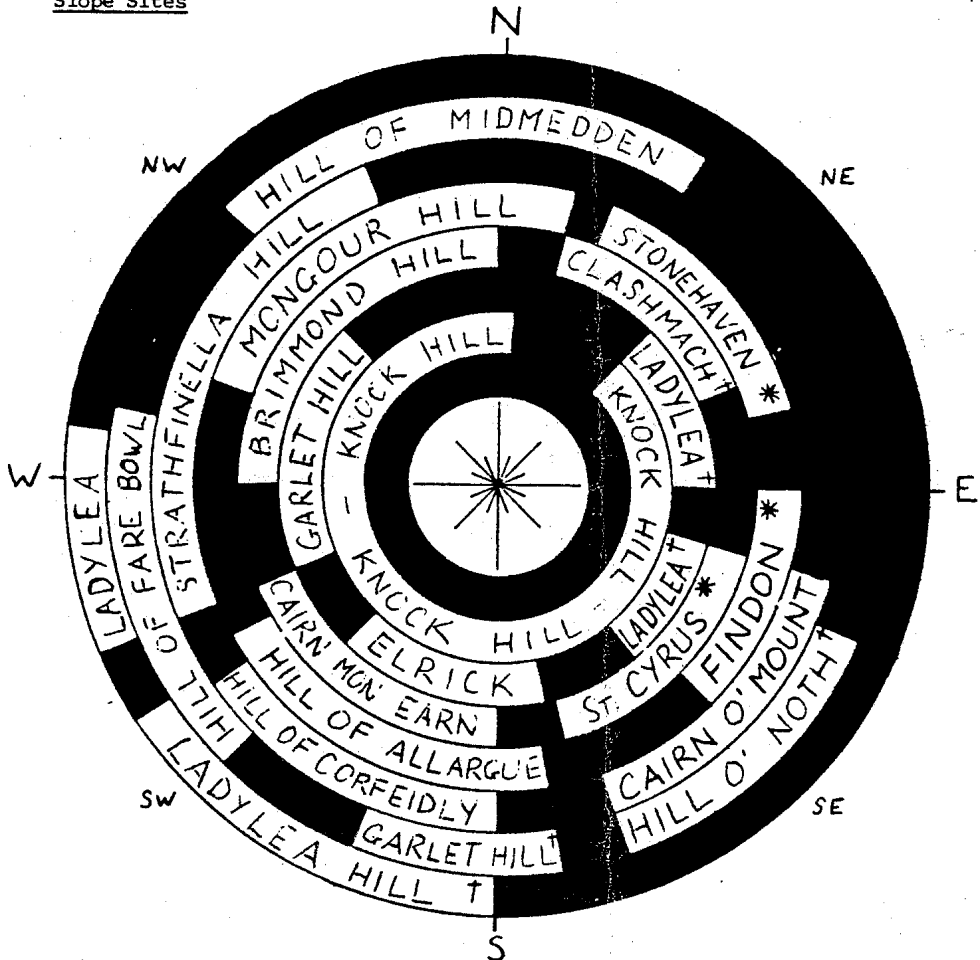 Slope Sites
N
NW
NE
W
E
SW
SE
S
HILL OF MIDMEDDEN
STRATHFINELLA HILL
MONGOUR HILL
BRIMMOND HILL
GARLET HILL
KNOCK HILL - KNOCK HILL - KNOCK HILL
STONEHAVEN *
CLASHMACH †
LADYLEA †
LADYLEA †
ST. CYRUS *
FINDON *
CAIRN O' MOUNT
HILL O' NOTH †
LADYLEA
HILL OF FARE BOWL
ELRICK
CAIRN MON EARN
HILL OF ALLARGUE
HILL OF CORFEIDLY
GARLET HILL †
LADYLEA HILL †